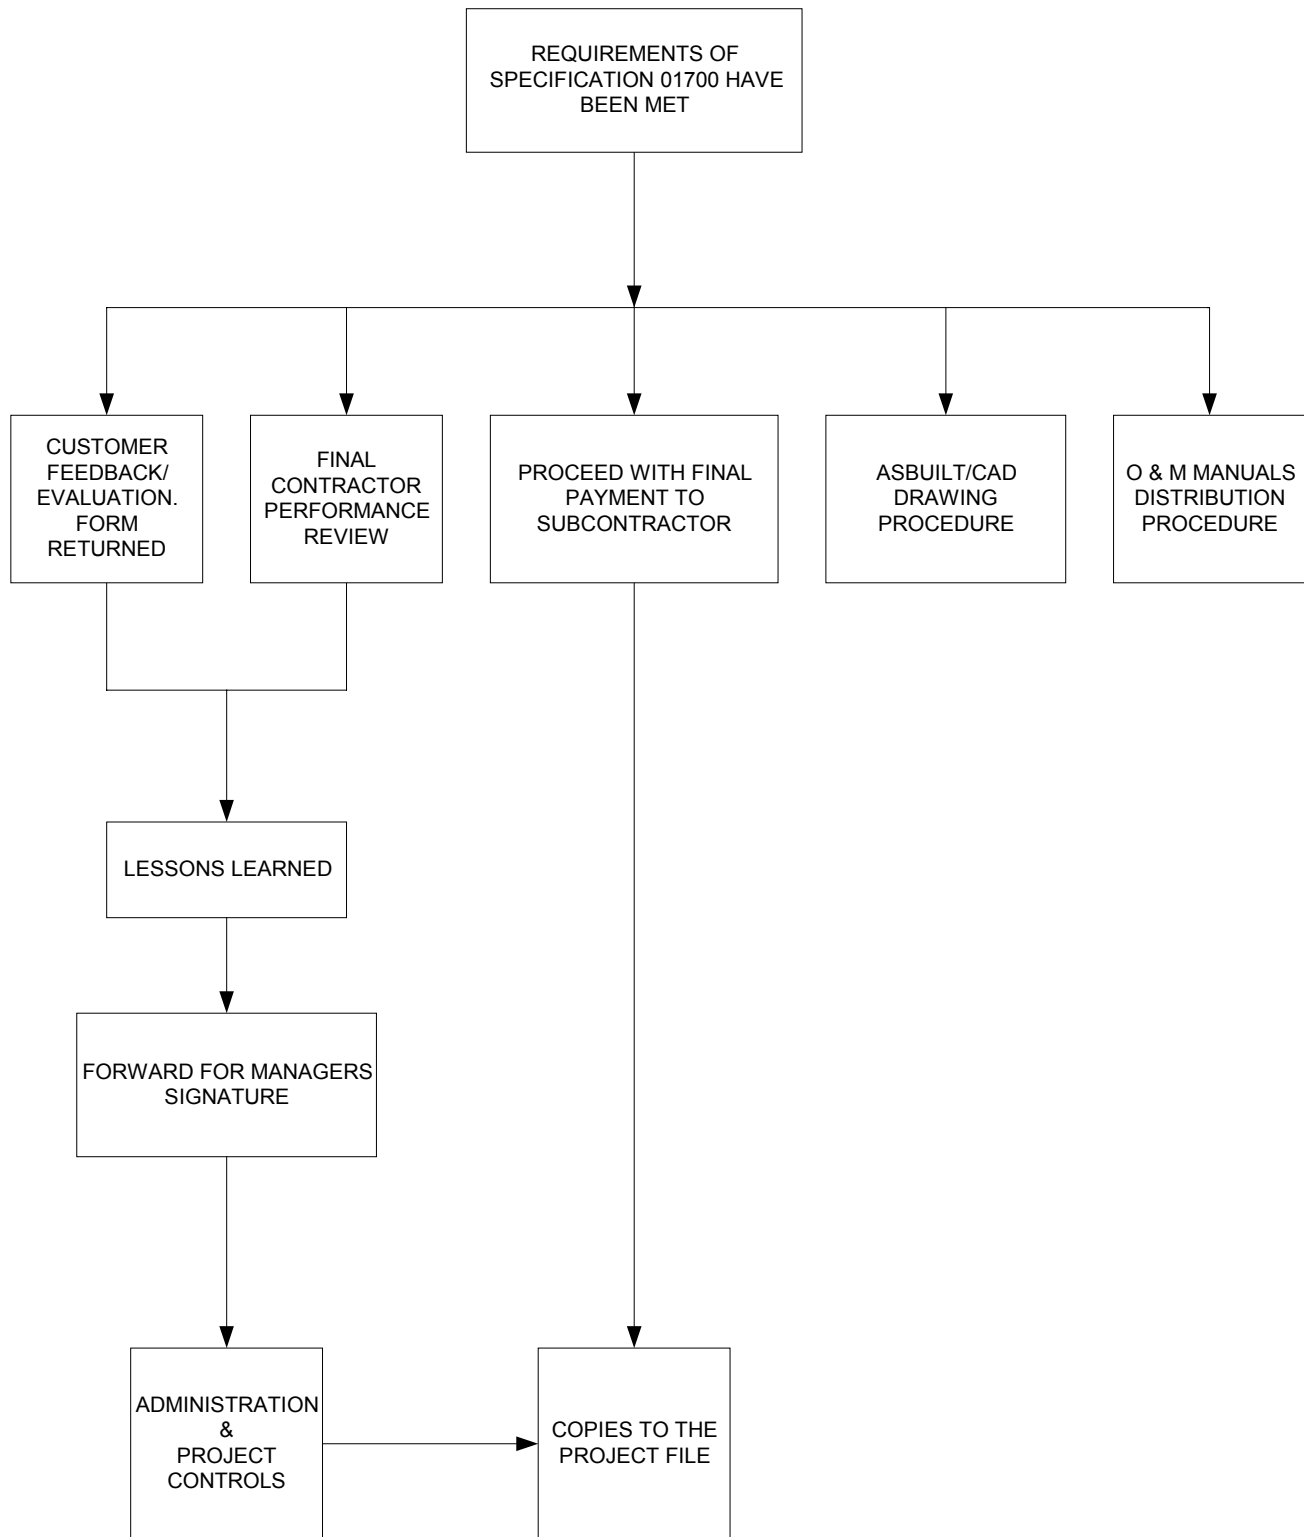 REQUIREMENTS OF
SPECIFICATION 01700 HAVE
BEEN MET
CUSTOMER
FEEDBACK/
EVALUATION.
FORM
RETURNED
FINAL
CONTRACTOR
PERFORMANCE
REVIEW
PROCEED WITH FINAL
PAYMENT TO
SUBCONTRACTOR
ASBUILT/CAD
DRAWING
PROCEDURE
O & M MANUALS
DISTRIBUTION
PROCEDURE
LESSONS LEARNED
FORWARD FOR MANAGERS
SIGNATURE
ADMINISTRATION
&
PROJECT
CONTROLS
COPIES TO THE
PROJECT FILE